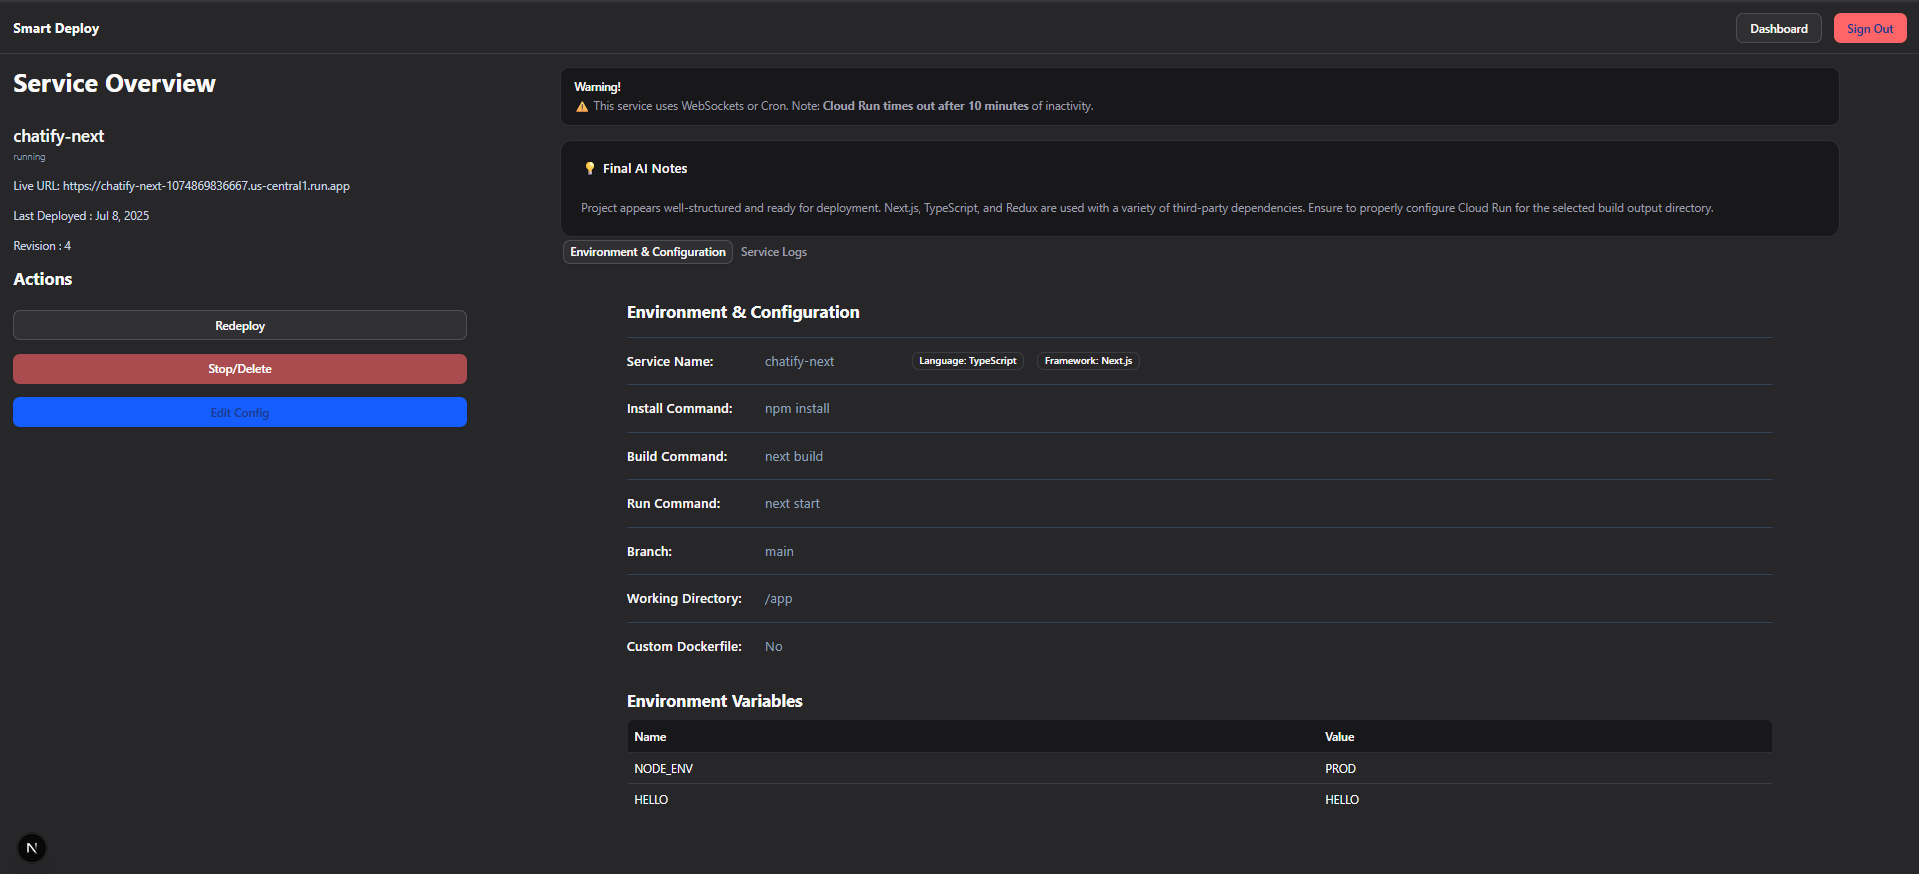 Smart Deploy
Dashboard
Sign Out
Service Overview
chatify-next
running
Live URL: https://chatify-next-1074869836667.us-central1.run.app
Last Deployed : Jul 8, 2025
Revision : 4
Actions
Redeploy
Stop/Delete
Edit Config
Warning!
⚠️ This service uses WebSockets or Cron. Note: Cloud Run times out after 10 minutes of inactivity.
💡 Final AI Notes
Project appears well-structured and ready for deployment. Next.js, TypeScript, and Redux are used with a variety of third-party dependencies. Ensure to properly configure Cloud Run for the selected build output directory.
Environment & Configuration Service Logs
Environment & Configuration
Service Name: chatify-next Language: TypeScript Framework: Next.js
Install Command: npm install
Build Command: next build
Run Command: next start
Branch: main
Working Directory: /app
Custom Dockerfile: No
Environment Variables
Name Value
NODE_ENV PROD
HELLO HELLO
N